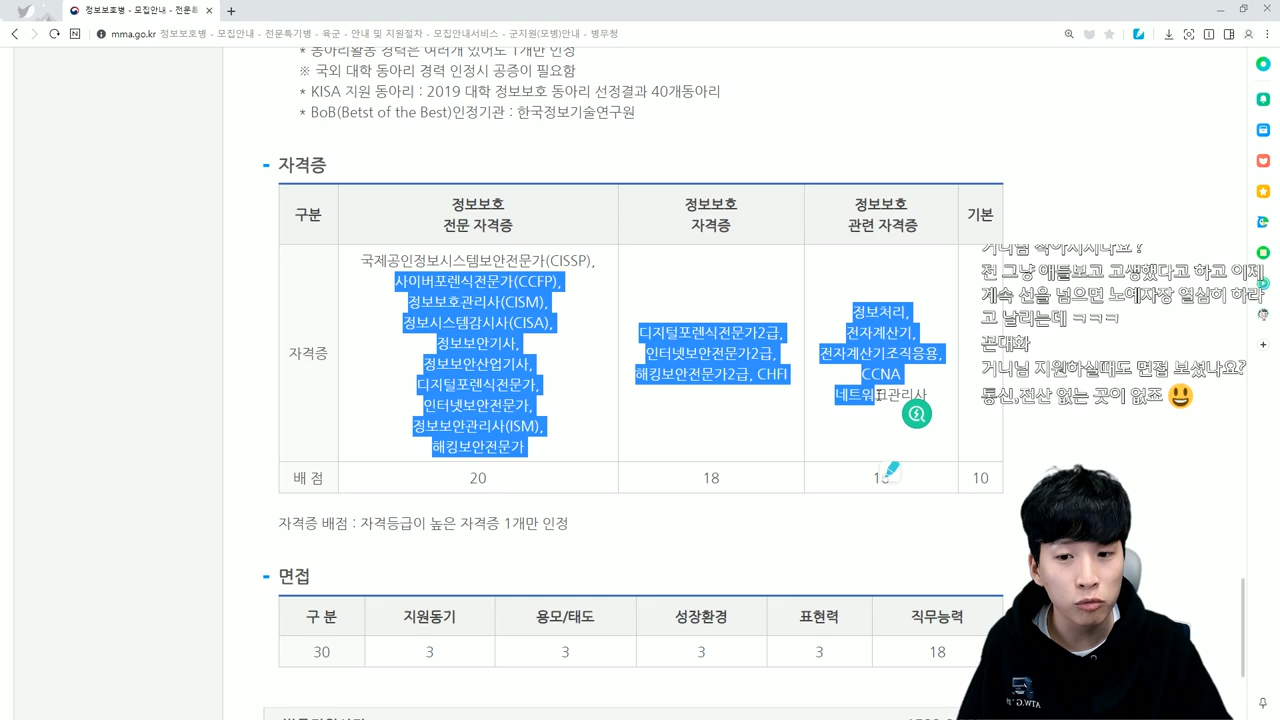 정보보호병 - 모집안내 - 전문특
mma.go.kr 정보보호병 - 모집안내 - 전문특기병 - 육군 - 안내 및 지원절차 - 모집안내서비스 - 군지원(모병)안내 - 병무청
* 동아리활동 경력은 여러개 있어도 1개만 인정
※ 국외 대학 동아리 경력 인정시 공증이 필요함
* KISA 지원 동아리 : 2019 대학 정보보호 동아리 선정결과 40개동아리
* BoB(Betst of the Best)인정기관 : 한국정보기술연구원
자격증
구분
정보보호
전문 자격증
정보보호
자격증
정보보호
관련 자격증
기본
자격증
국제공인정보시스템보안전문가(CISSP),
사이버포렌식전문가(CCFP),
정보보호관리사(CISM),
정보시스템감시사(CISA),
정보보안기사,
정보보안산업기사,
디지털포렌식전문가,
인터넷보안전문가,
정보보안관리사(ISM),
해킹보안전문가
디지털포렌식전문가2급,
인터넷보안전문가2급,
해킹보안전문가2급, CHFI
정보처리,
전자계산기,
전자계산기조직응용,
CCNA
네트워크관리사
배 점 20 18 10
자격증 배점 : 자격등급이 높은 자격증 1개만 인정
면접
구 분 지원동기 용모/태도 성장환경 표현력 직무능력
30 3 3 3 3 18
거니님 적아시시나요 ?
전 그냥 애들보고 고생했다고 하고 이제
계속 선을 넘으면 노예자장 열심히 하라
고 날리는데 ㅋㅋㅋ
꼰대화
거니님 지원하실때도 면접 보셨나요?
통신,전산 없는 곳이 없죠 😃